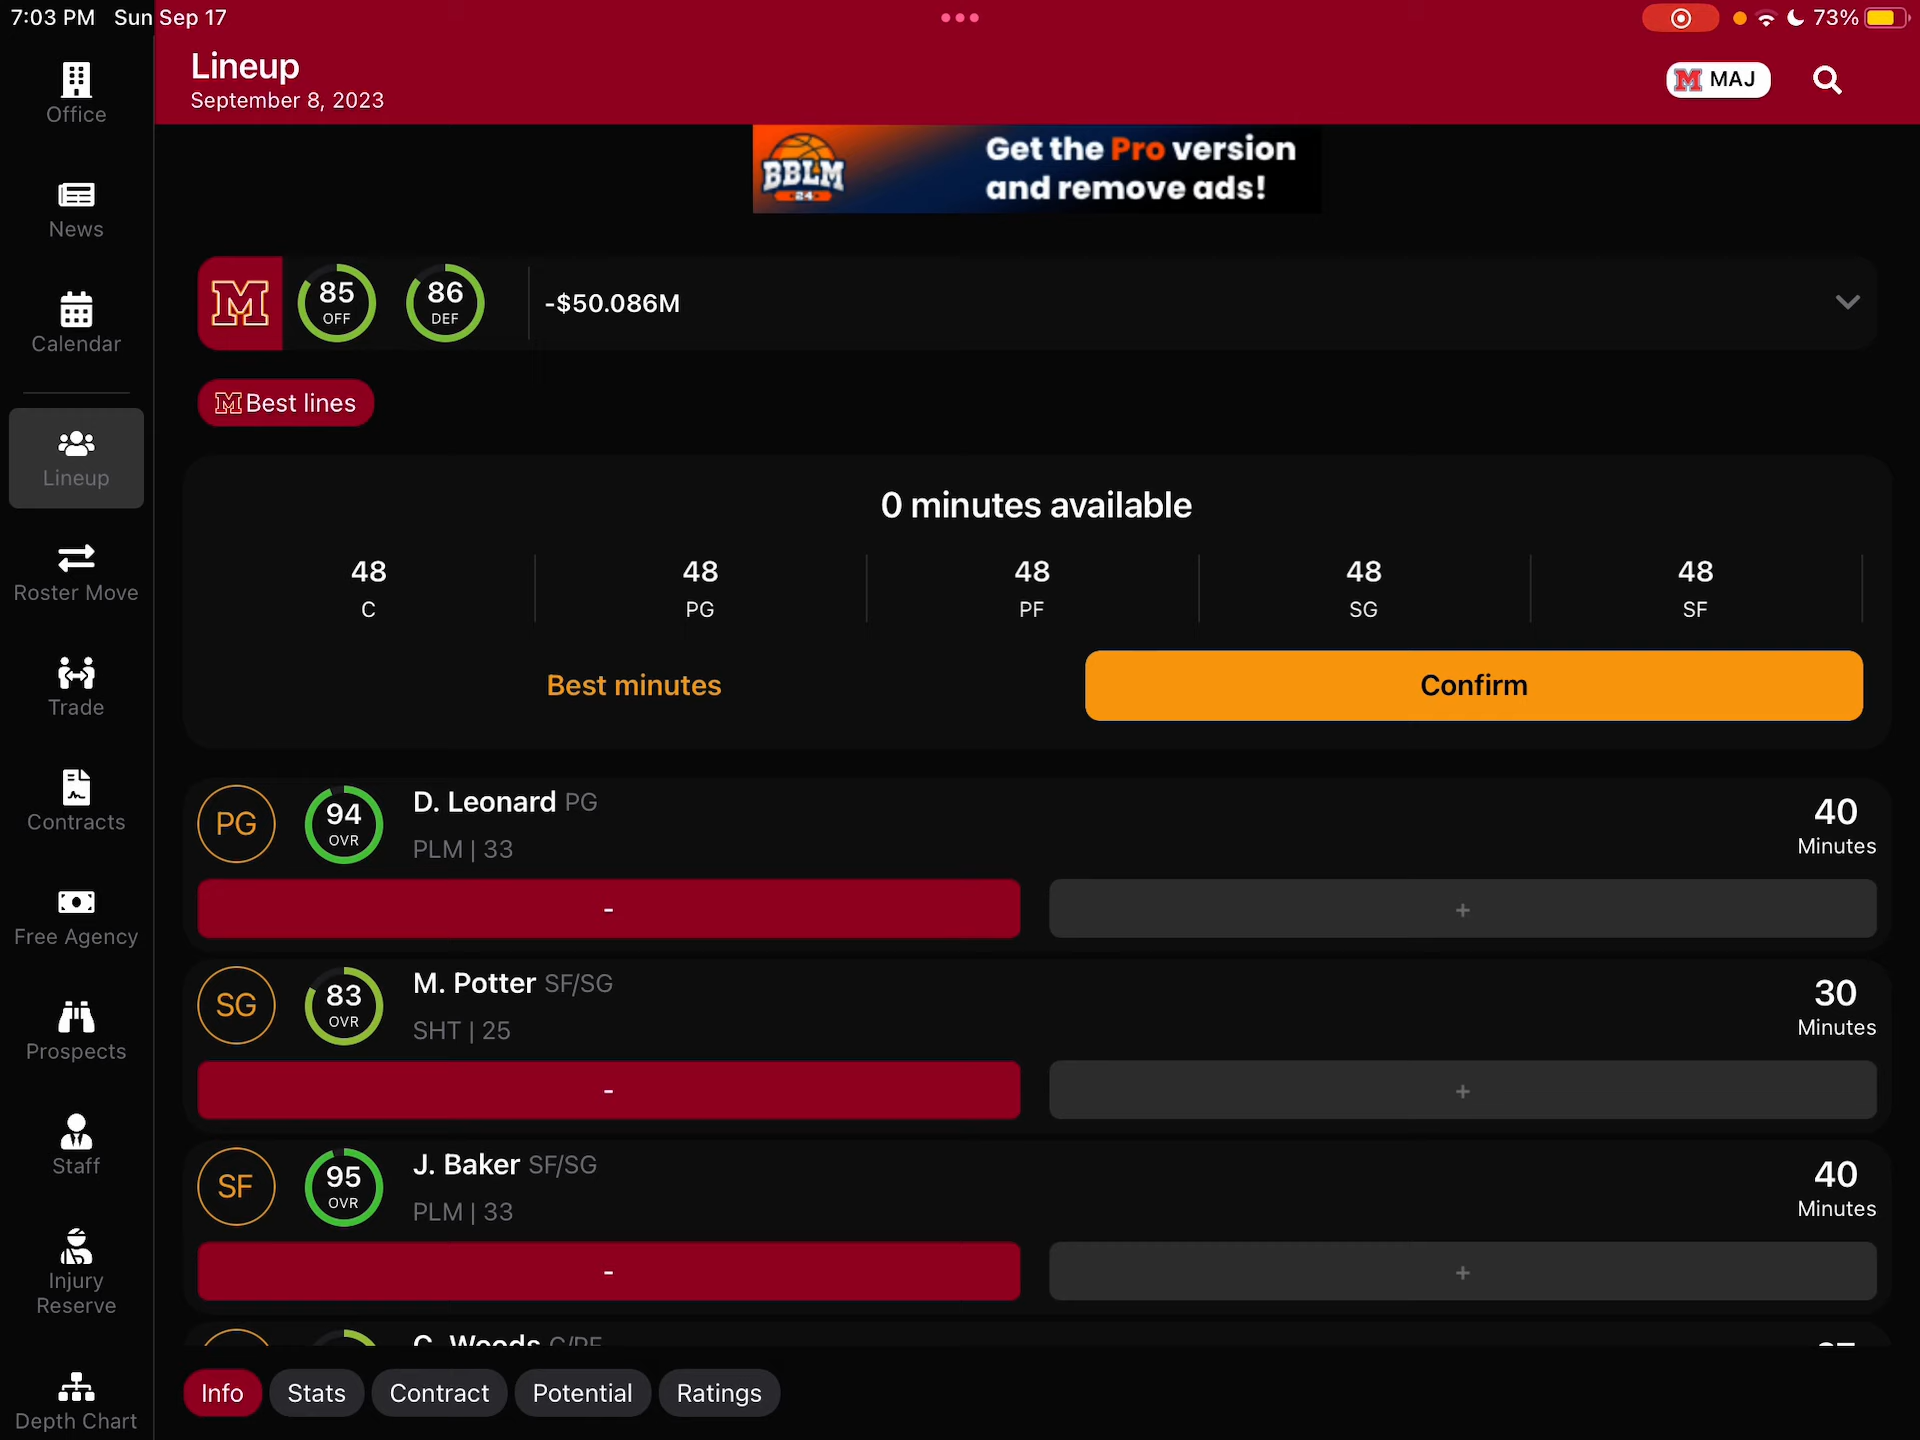 7:03 PM Sun Sep 17
73%
Lineup
September 8, 2023
M MAJ
BBLM
24
Get the Pro version
and remove ads!
Office
News
Calendar
Lineup
Roster Move
Trade
Contracts
Free Agency
Prospects
Staff
Injury
Reserve
Depth Chart
M
85
OFF
86
DEF
-$50.086M
M Best lines
0 minutes available
48
C
48
PG
48
PF
48
SG
48
SF
Best minutes
Confirm
PG
94
OVR
D. Leonard PG
PLM | 33
40
Minutes
- +
SG
83
OVR
M. Potter SF/SG
SHT | 25
30
Minutes
- +
SF
95
OVR
J. Baker SF/SG
PLM | 33
40
Minutes
- +
Woods C/PF
Info Stats Contract Potential Ratings